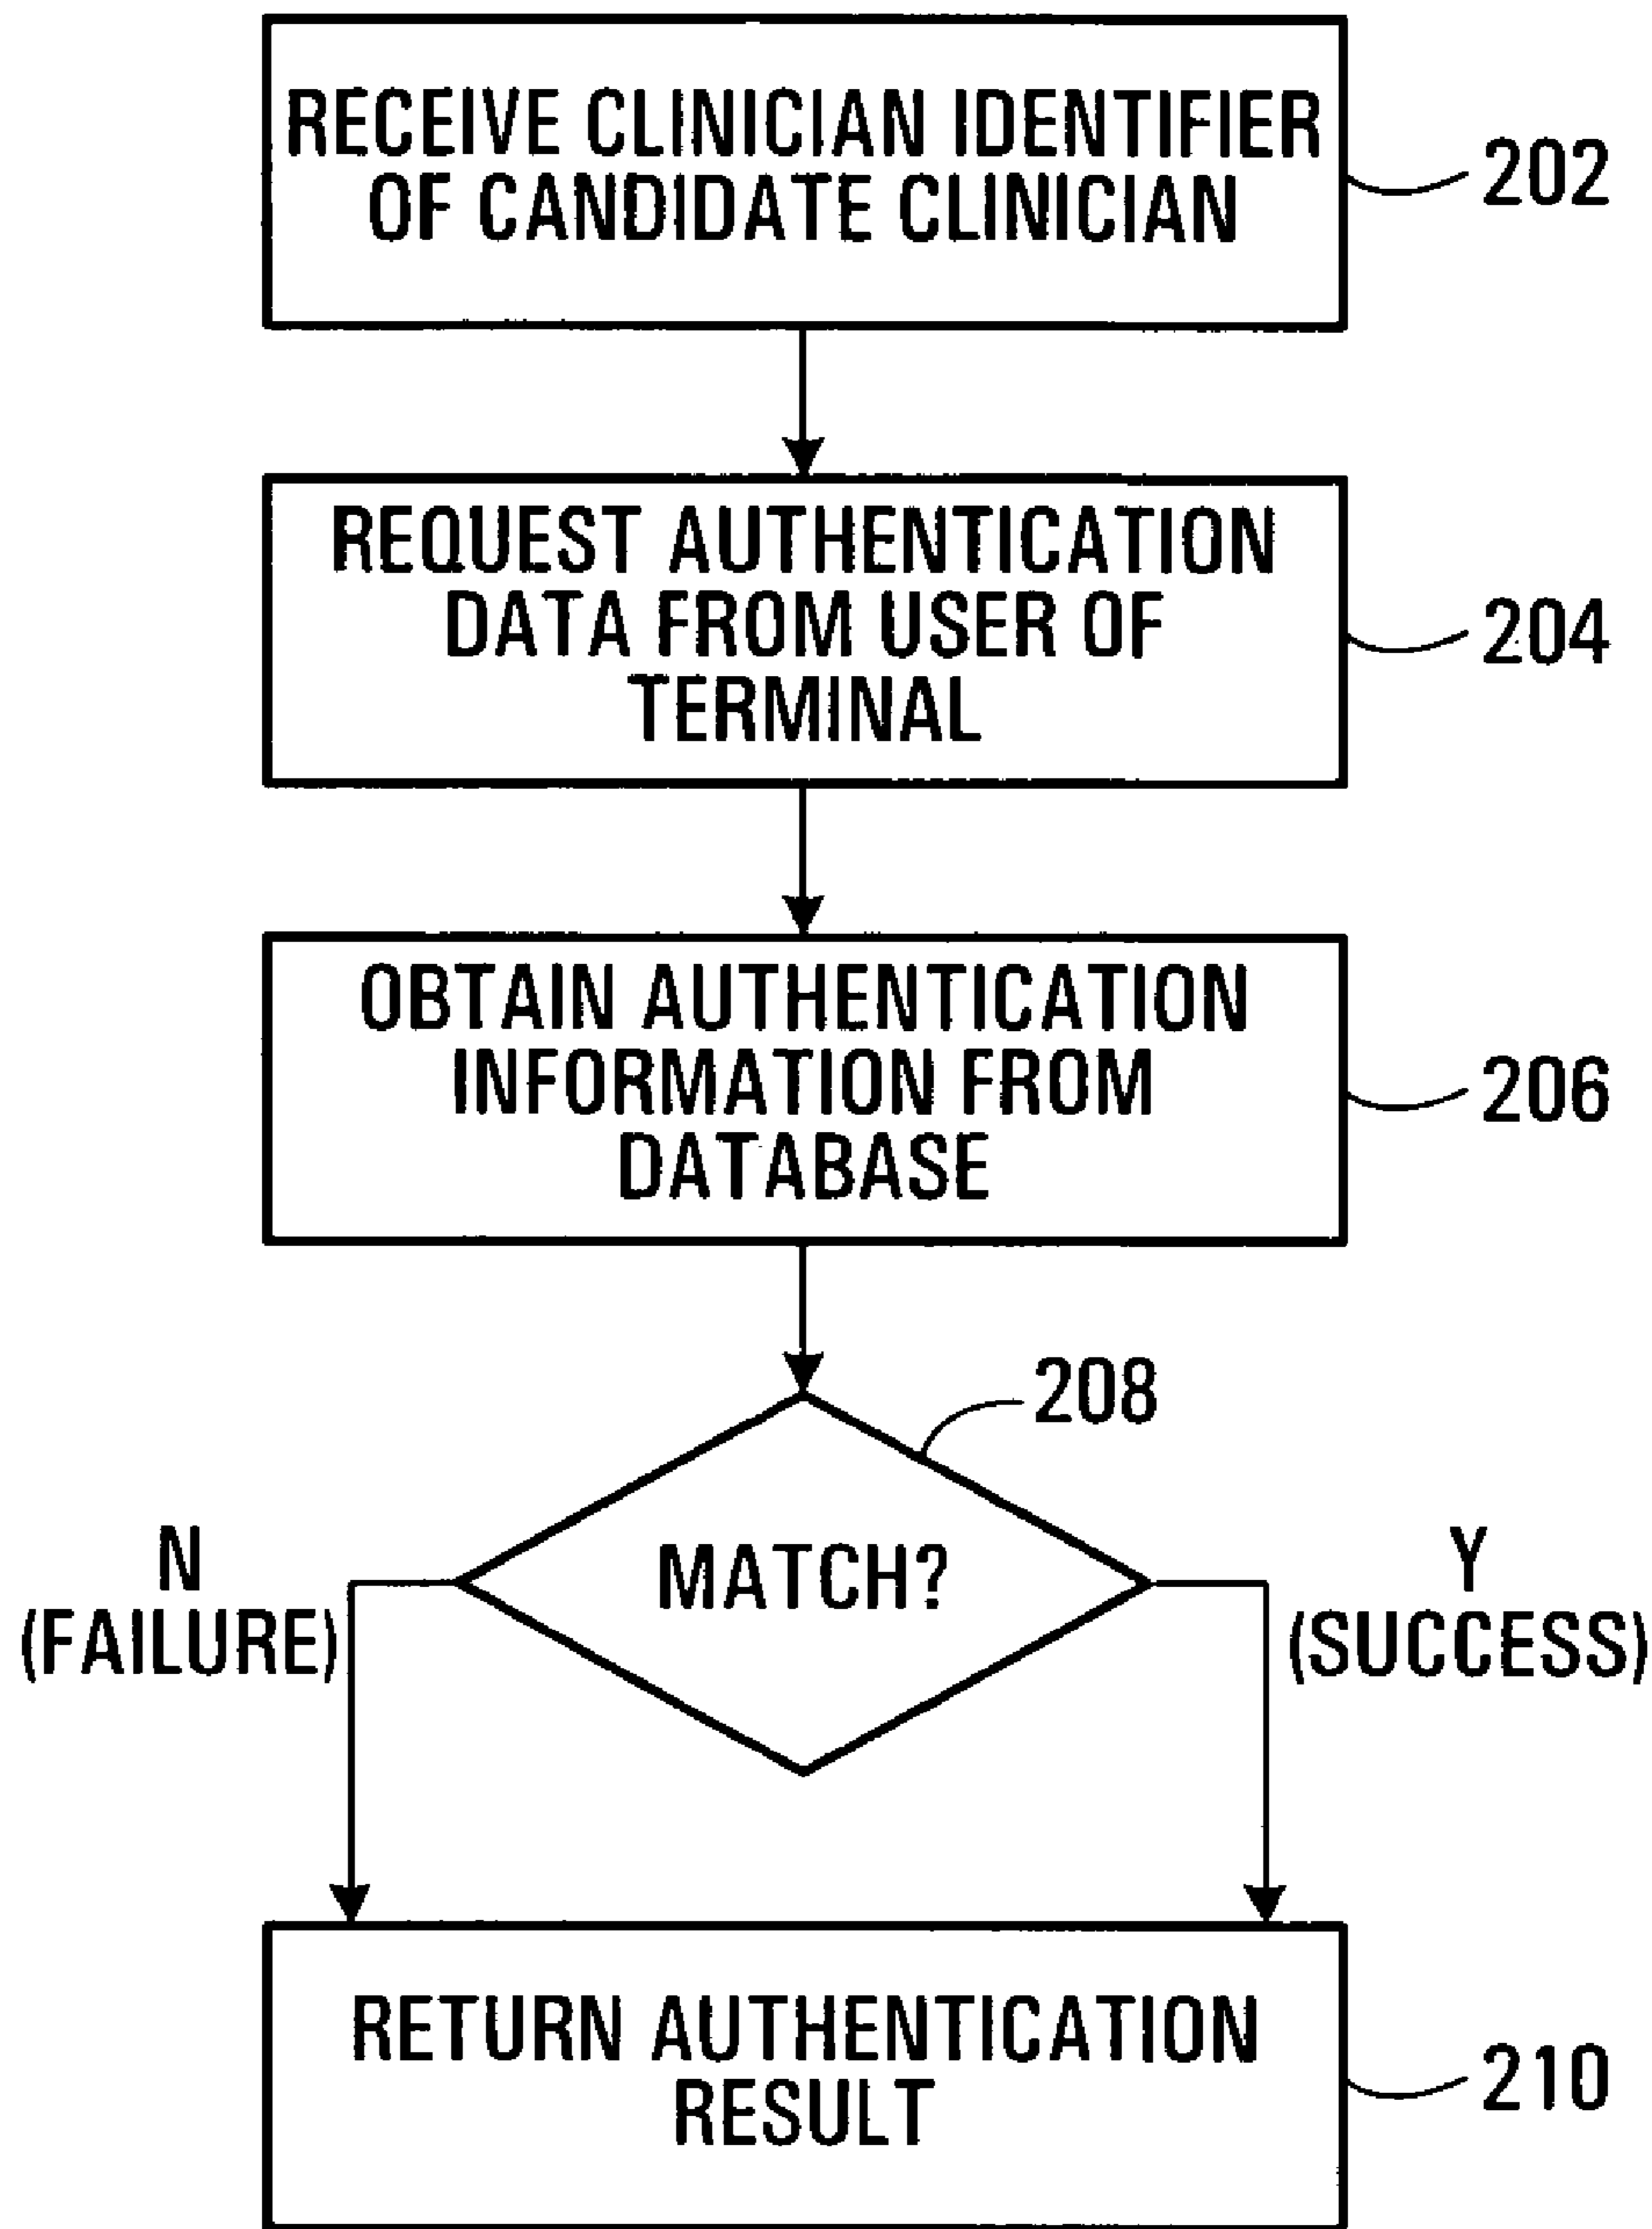 RECEIVE CLINICIAN IDENTIFIER
OF CANDIDATE CLINICIAN
202
REQUEST AUTHENTICATION
DATA FROM USER OF
TERMINAL
204
OBTAIN AUTHENTICATION
INFORMATION FROM
DATABASE
206
208
MATCH?
N
(FAILURE)
Y
(SUCCESS)
RETURN AUTHENTICATION
RESULT
210